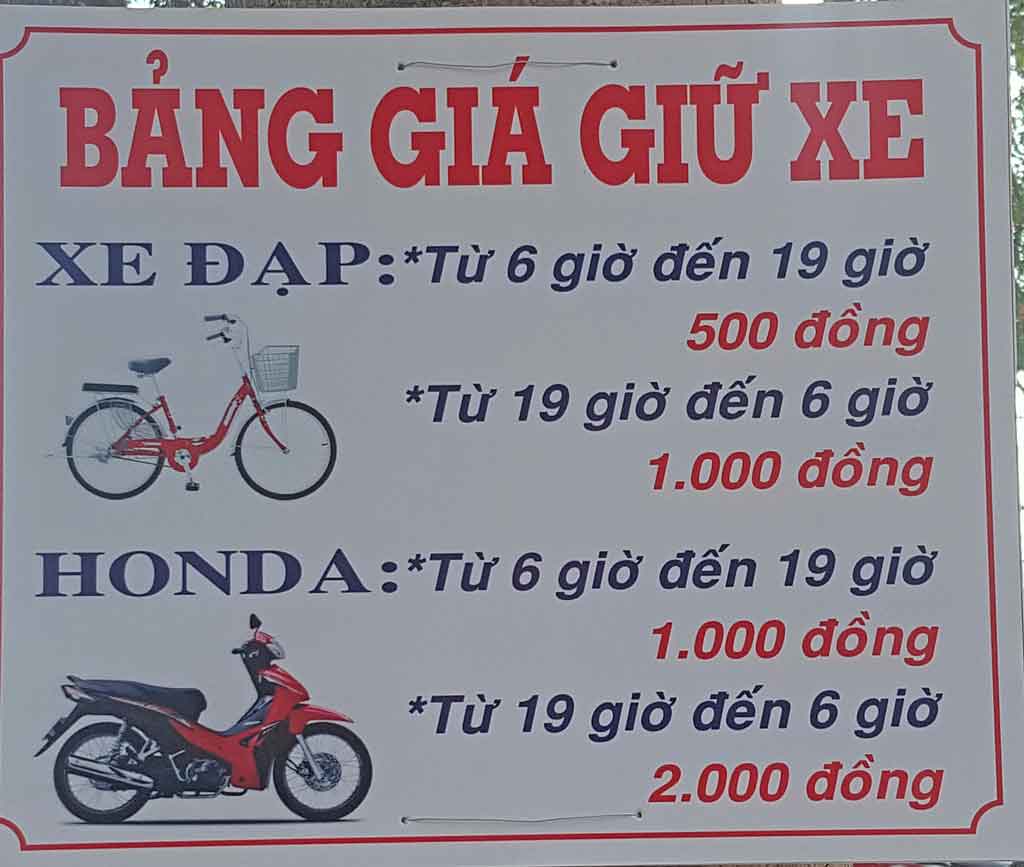 BẢNG GIÁ GIỮ XE
XE ĐẠP:*Từ 6 giờ đến 19 giờ
500 đồng
*Từ 19 giờ đến 6 giờ
1.000 đồng
HONDA:*Từ 6 giờ đến 19 giờ
1.000 đồng
*Từ 19 giờ đến 6 giờ
2.000 đồng